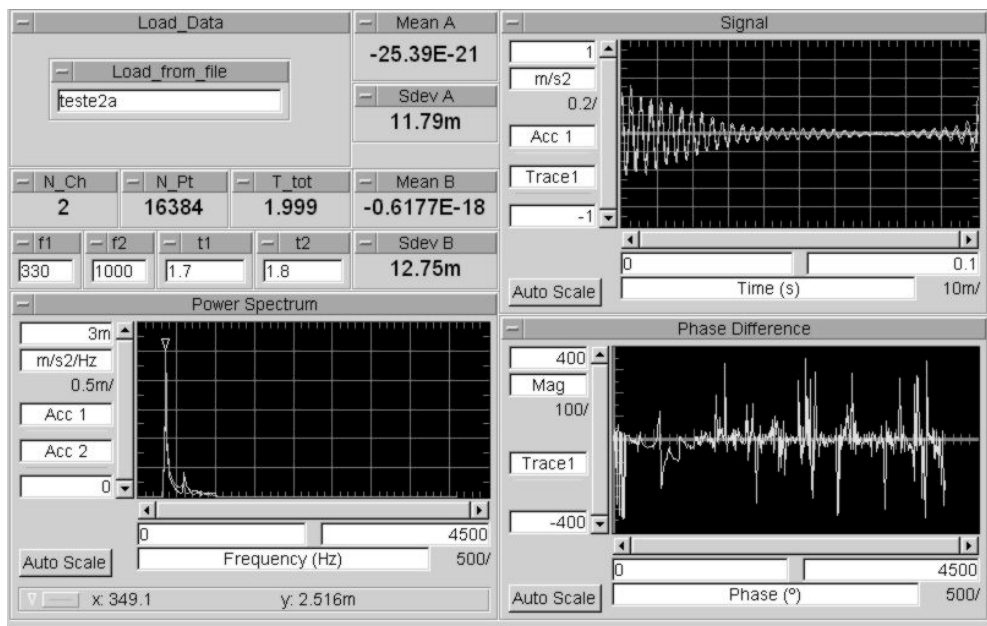 Load_Data
Load_from_file
teste2a
Mean A
-25.39E-21
Sdev A
11.79m
N_Ch
2
N_Pt
16384
T_tot
1.999
Mean B
-0.6177E-18
f1
330
f2
1000
t1
1.7
t2
1.8
Sdev B
12.75m
Signal
1
m/s2
0.2/
Acc 1
Trace1
-1
0
0.1
Auto Scale
Time (s)
10m/
Power Spectrum
3m
m/s2/Hz
0.5m/
Acc 1
Acc 2
0
0
4500
Auto Scale
Frequency (Hz)
500/
x: 349.1
y: 2.516m
Phase Difference
400
Mag
100/
Trace1
-400
0
4500
Auto Scale
Phase (º)
500/